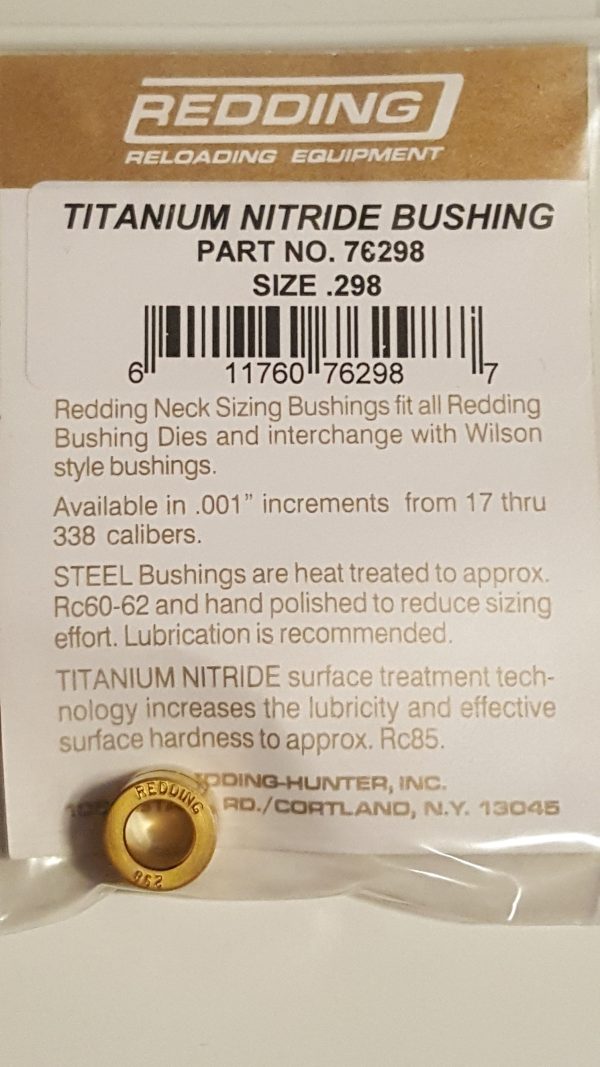 REDDING
RELOADING EQUIPMENT
TITANIUM NITRIDE BUSHING
PART NO. 76298
SIZE .298
6 11760 76298 7
Redding Neck Sizing Bushings fit all Redding
Bushing Dies and interchange with Wilson
style bushings.
Available in .001” increments from 17 thru
338 calibers.
STEEL Bushings are heat treated to approx.
Rc60-62 and hand polished to reduce sizing
effort. Lubrication is recommended.
TITANIUM NITRIDE surface treatment tech-
nology increases the lubricity and effective
surface hardness to approx. Rc85.
DDING-HUNTER, INC.
RD./CORTLAND, N.Y. 13045
REDDING
298